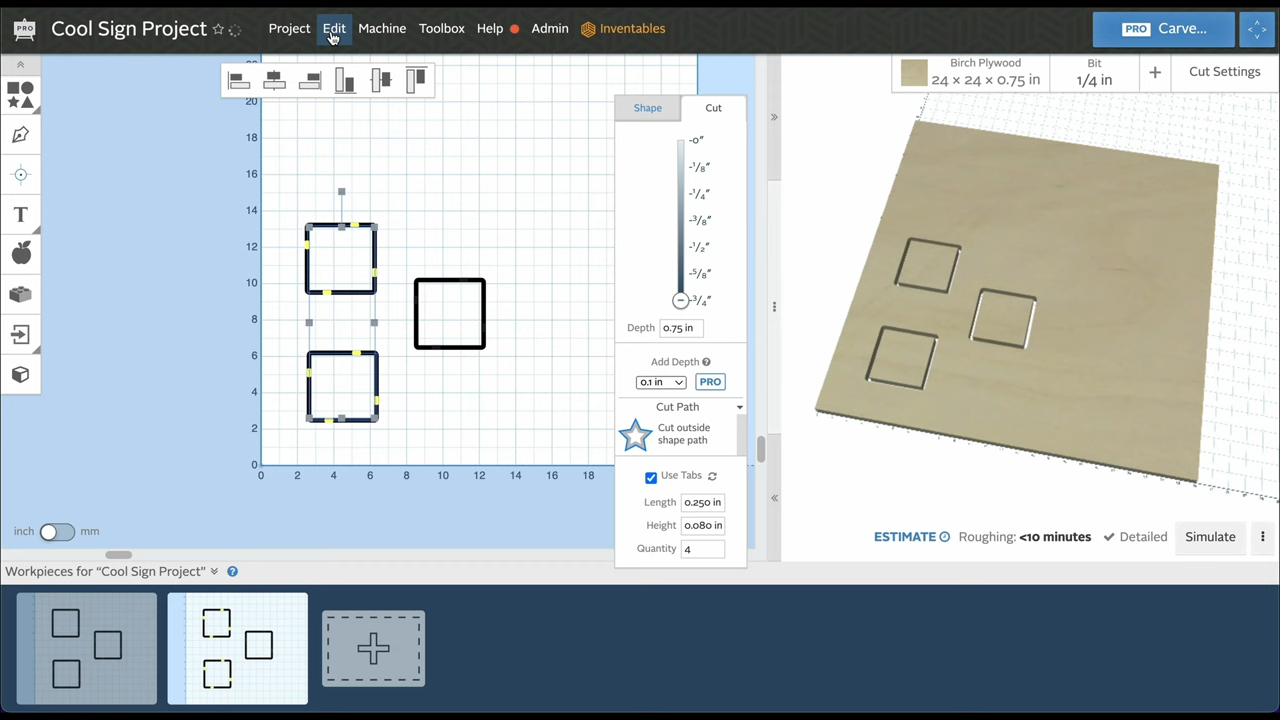 PRO Cool Sign Project Project Edit Machine Toolbox Help Admin Inventables PRO Carve...
Birch Plywood
24 × 24 × 0.75 in
Bit
1/4 in
Cut Settings
Shape Cut
20
18
16
14
12
10
8
6
4
2
0
0 2 4 6 8 10 12 14 16 18
-0"
-1/8"
-1/4"
-3/8"
-1/2"
-5/8"
-3/4"
Depth 0.75 in
Add Depth
0.1 in PRO
Cut Path
Cut outside
shape path
Use Tabs
Length 0.250 in
Height 0.080 in
Quantity 4
inch mm
ESTIMATE Roughing: <10 minutes Detailed Simulate
Workpieces for “Cool Sign Project”